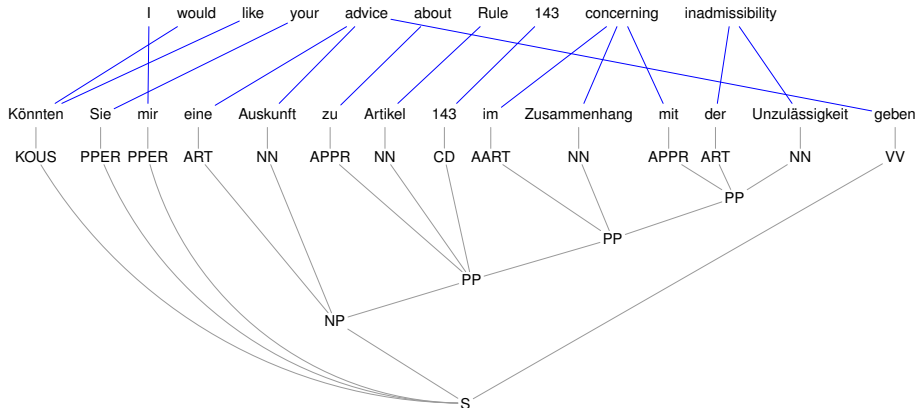 I would like your advice about Rule 143 concerning inadmissibility
Könnten Sie mir eine Auskunft zu Artikel 143 im Zusammenhang mit der Unzulässigkeit geben
KOUS PPER PPER ART NN APPR NN CD AART NN APPR ART NN VV
PP
PP
PP
NP
S